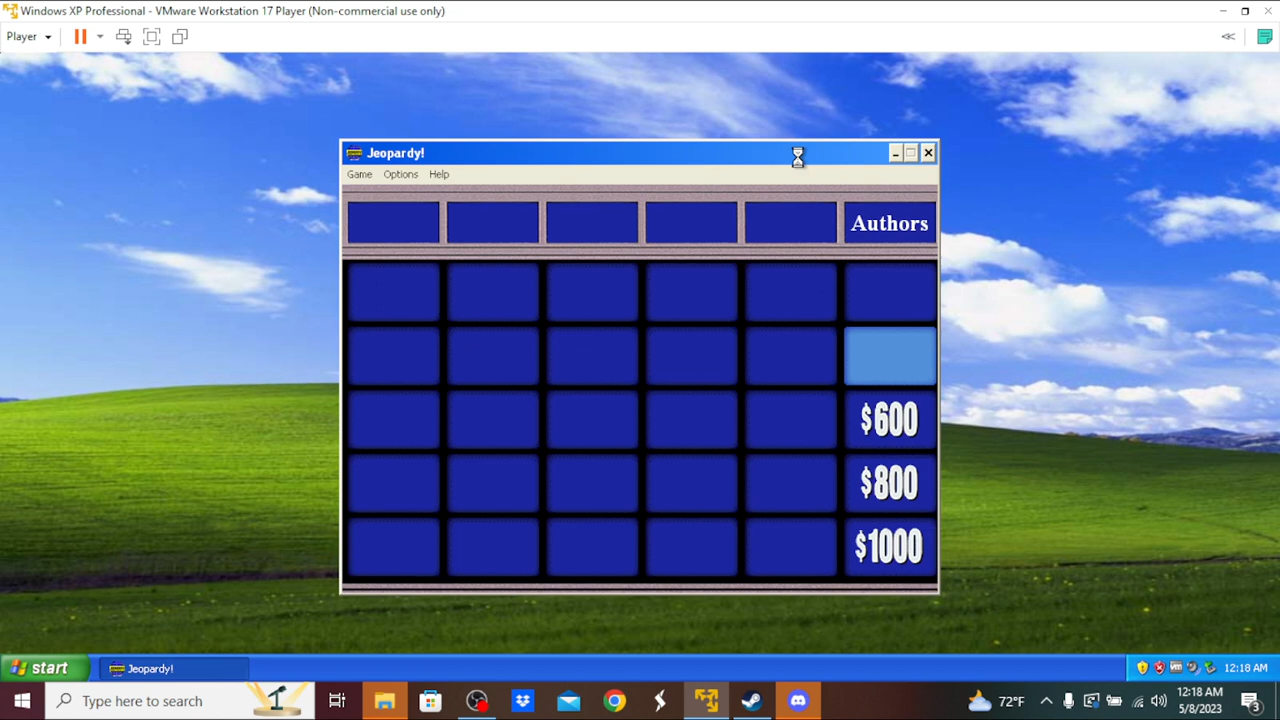 Windows XP Professional - VMware Workstation 17 Player (Non-commercial use only)
Player
Jeopardy!
Game Options Help
Authors
$600
$800
$1000
start Jeopardy! 12:18 AM
Type here to search 72°F 12:18 AM
5/8/2023
3